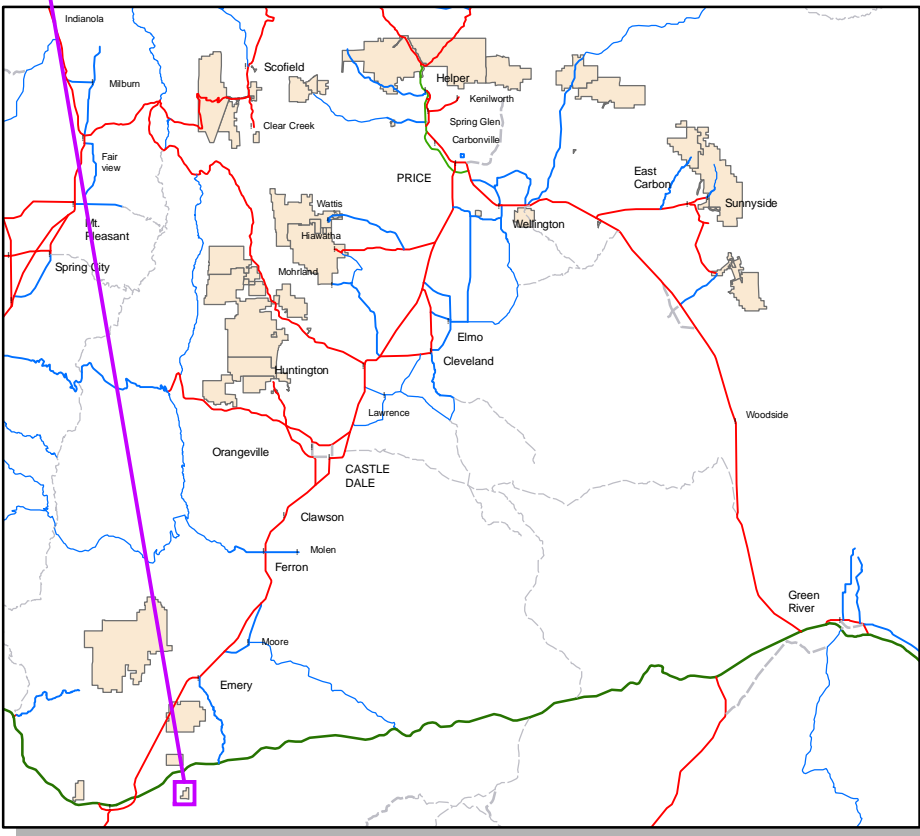 Indianola
Milburn
Scofield
Helper
Kenilworth
Clear Creek
Spring Glen
Carbonville
Fair
view
PRICE
East
Carbon
Sunnyside
Wattis
Mt.
Pleasant
Wellington
Hiawatha
Spring City
Mohrland
Elmo
Cleveland
Huntington
Lawrence
Woodside
Orangeville
CASTLE
DALE
Clawson
Molen
Ferron
Green
River
Moore
Emery